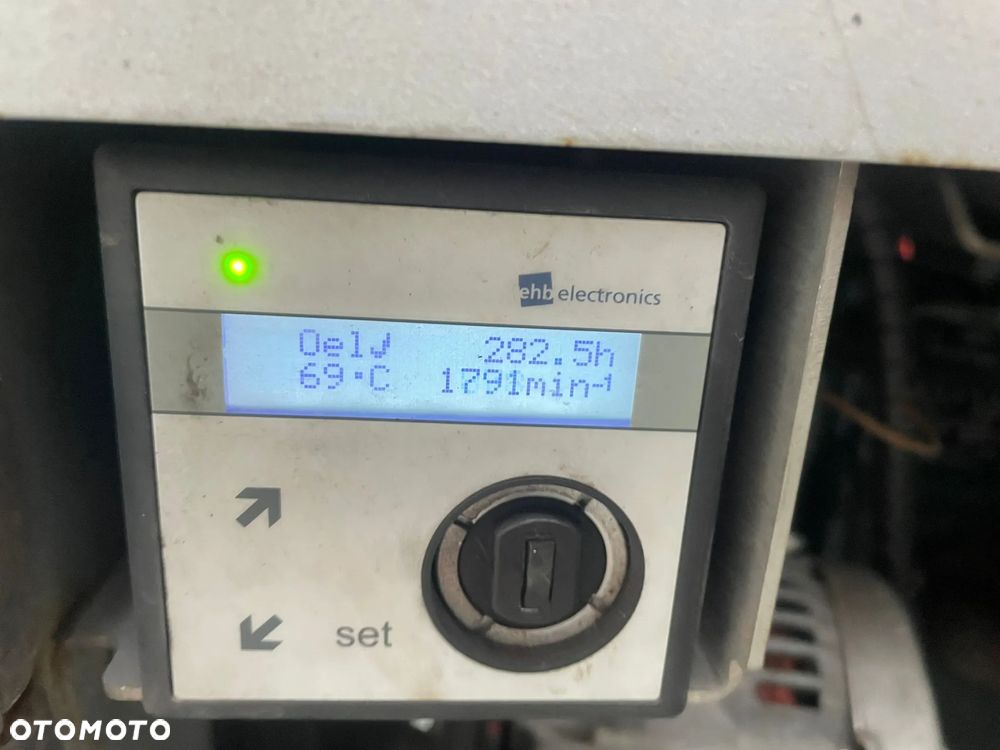 ehb electronics
Oel✓ 282.5h
69°C 1791min⁻¹
set
OTOMOTO